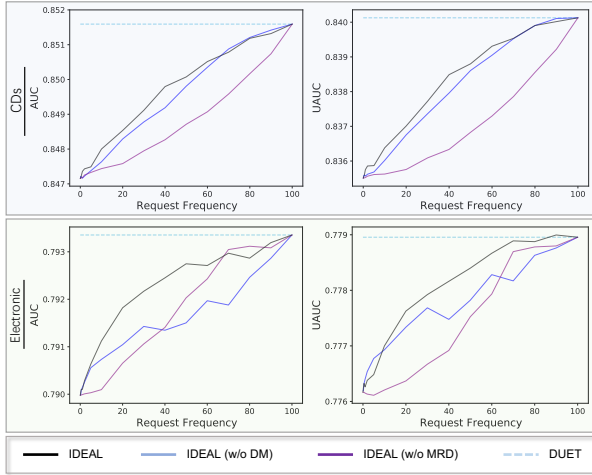 CDs
AUC
0.852
0.851
0.850
0.849
0.848
0.847
0 20 40 60 80 100
Request Frequency
UAUC
0.840
0.839
0.838
0.837
0.836
0 20 40 60 80 100
Request Frequency
Electronic
AUC
0.793
0.792
0.791
0.790
0 20 40 60 80 100
Request Frequency
UAUC
0.779
0.778
0.777
0.776
0 20 40 60 80 100
Request Frequency
IDEAL IDEAL (w/o DM) IDEAL (w/o MRD) DUET